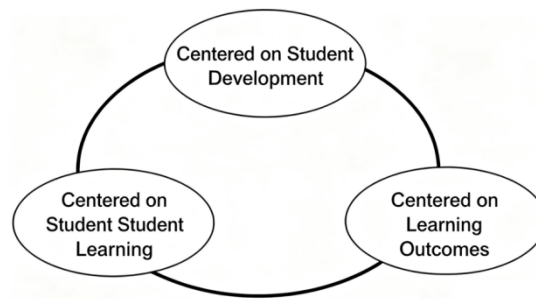 Centered on Student
Development
Centered on
Student Student
Learning
Centered on
Learning
Outcomes